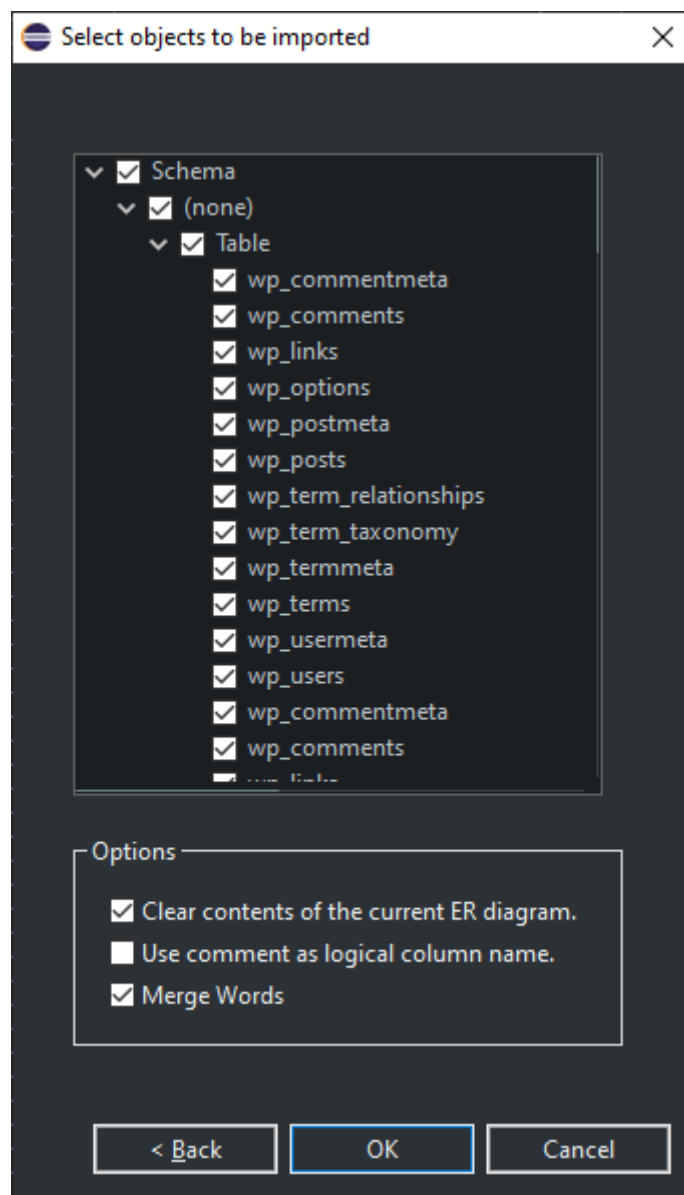 Select objects to be imported
Schema
(none)
Table
wp_commentmeta
wp_comments
wp_links
wp_options
wp_postmeta
wp_posts
wp_term_relationships
wp_term_taxonomy
wp_termmeta
wp_terms
wp_usermeta
wp_users
wp_commentmeta
wp_comments
wp_links
Options
Clear contents of the current ER diagram.
Use comment as logical column name.
Merge Words
< Back
OK
Cancel